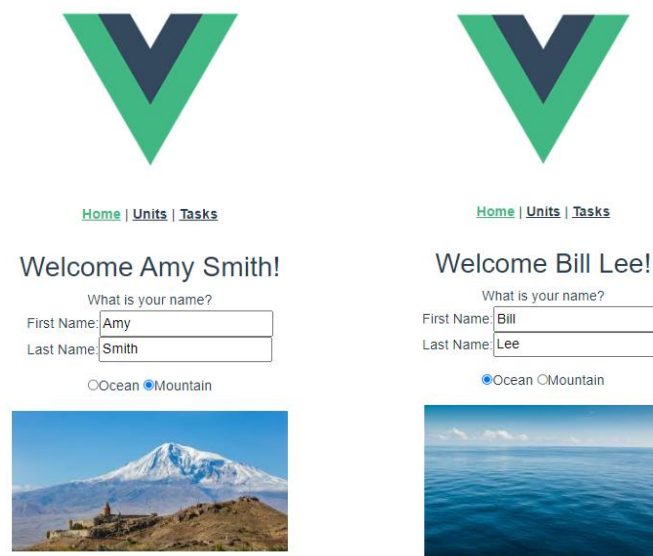 Home | Units | Tasks
Welcome Amy Smith!
What is your name?
First Name: Amy
Last Name: Smith
Ocean Mountain
Home | Units | Tasks
Welcome Bill Lee!
What is your name?
First Name: Bill
Last Name: Lee
Ocean Mountain